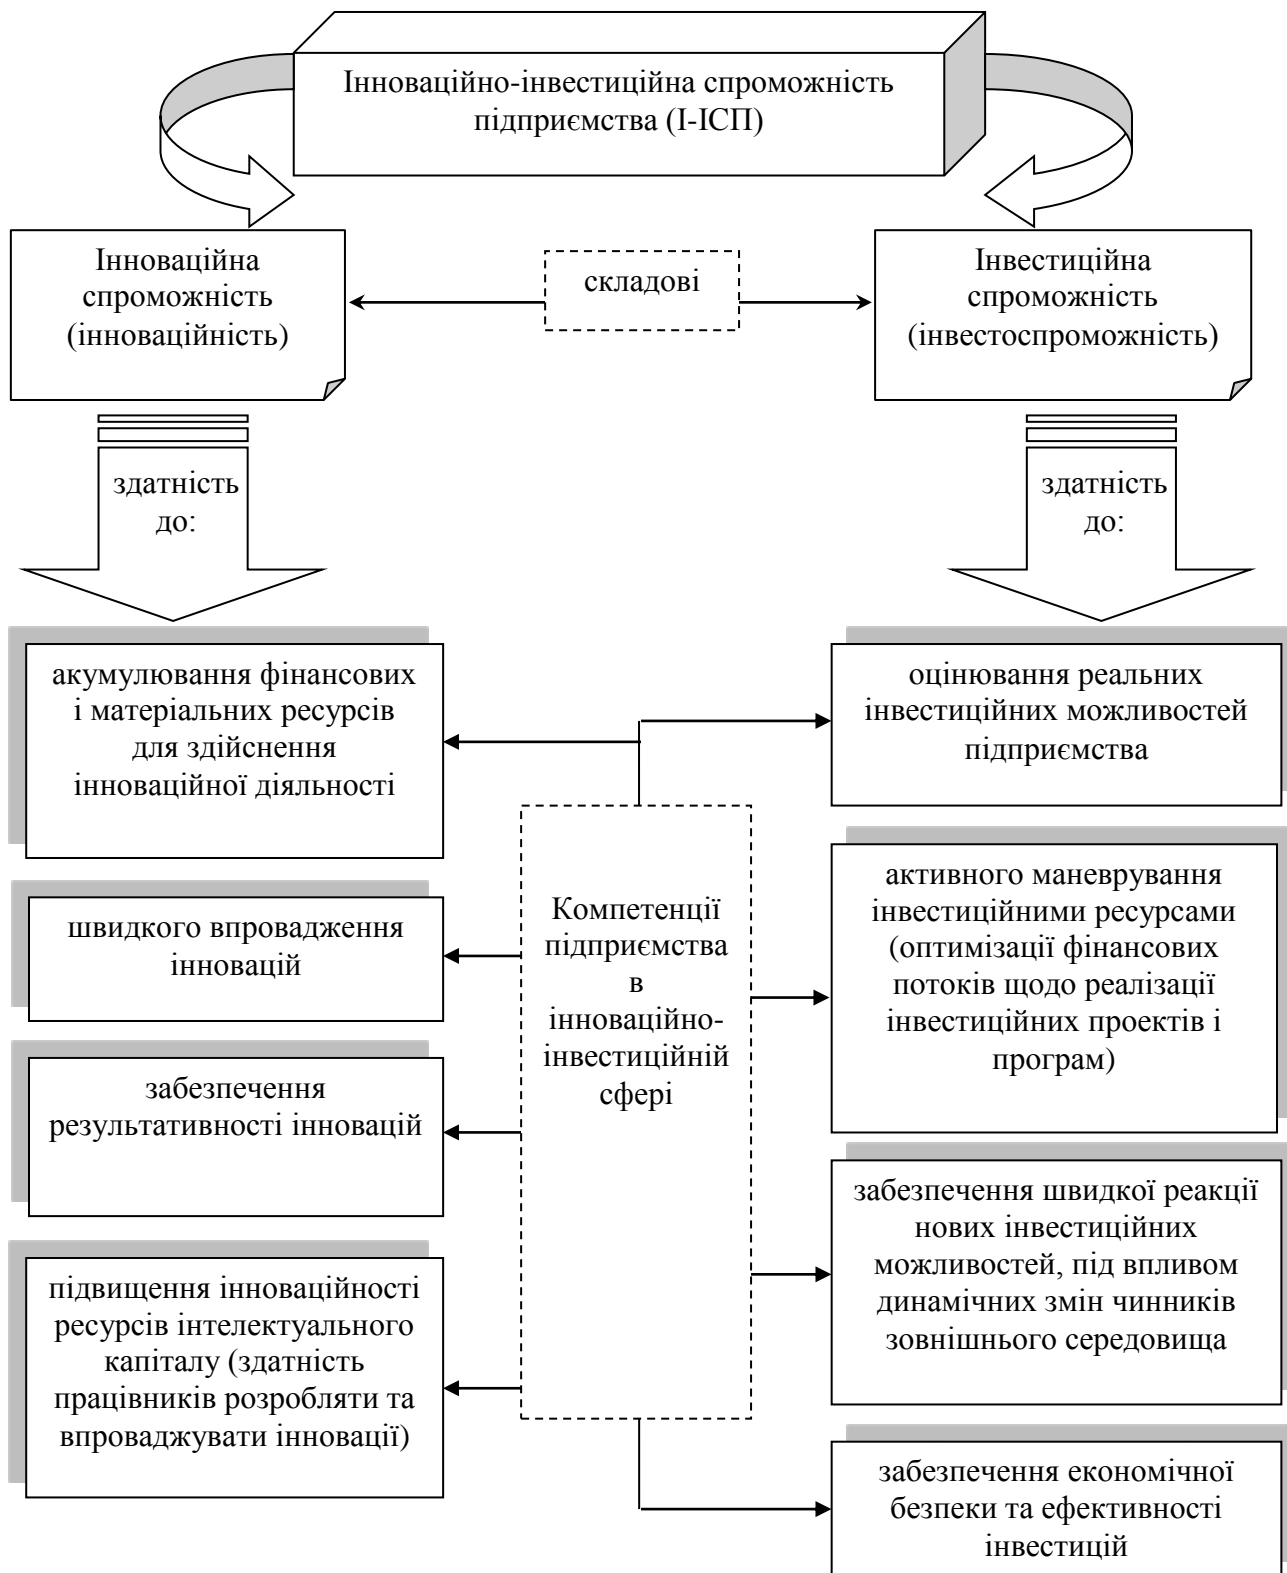 Інноваційно-інвестиційна спроможність
підприємства (І-ІСП)
Інноваційна
спроможність
(інноваційність)
складові
Інвестиційна
спроможність
(інвестоспроможність)
здатність
до:
здатність
до:
акумулювання фінансових
і матеріальних ресурсів
для здійснення
інноваційної діяльності
швидкого впровадження
інновацій
забезпечення
результативності інновацій
підвищення інноваційності
ресурсів інтелектуального
капіталу (здатність
працівників розробляти та
впроваджувати інновації)
Компетенції
підприємства
в
інноваційно-
інвестиційній
сфері
оцінювання реальних
інвестиційних можливостей
підприємства
активного маневрування
інвестиційними ресурсами
(оптимізації фінансових
потоків щодо реалізації
інвестиційних проектів і
програм)
забезпечення швидкої реакції
нових інвестиційних
можливостей, під впливом
динамічних змін чинників
зовнішнього середовища
забезпечення економічної
безпеки та ефективності
інвестицій